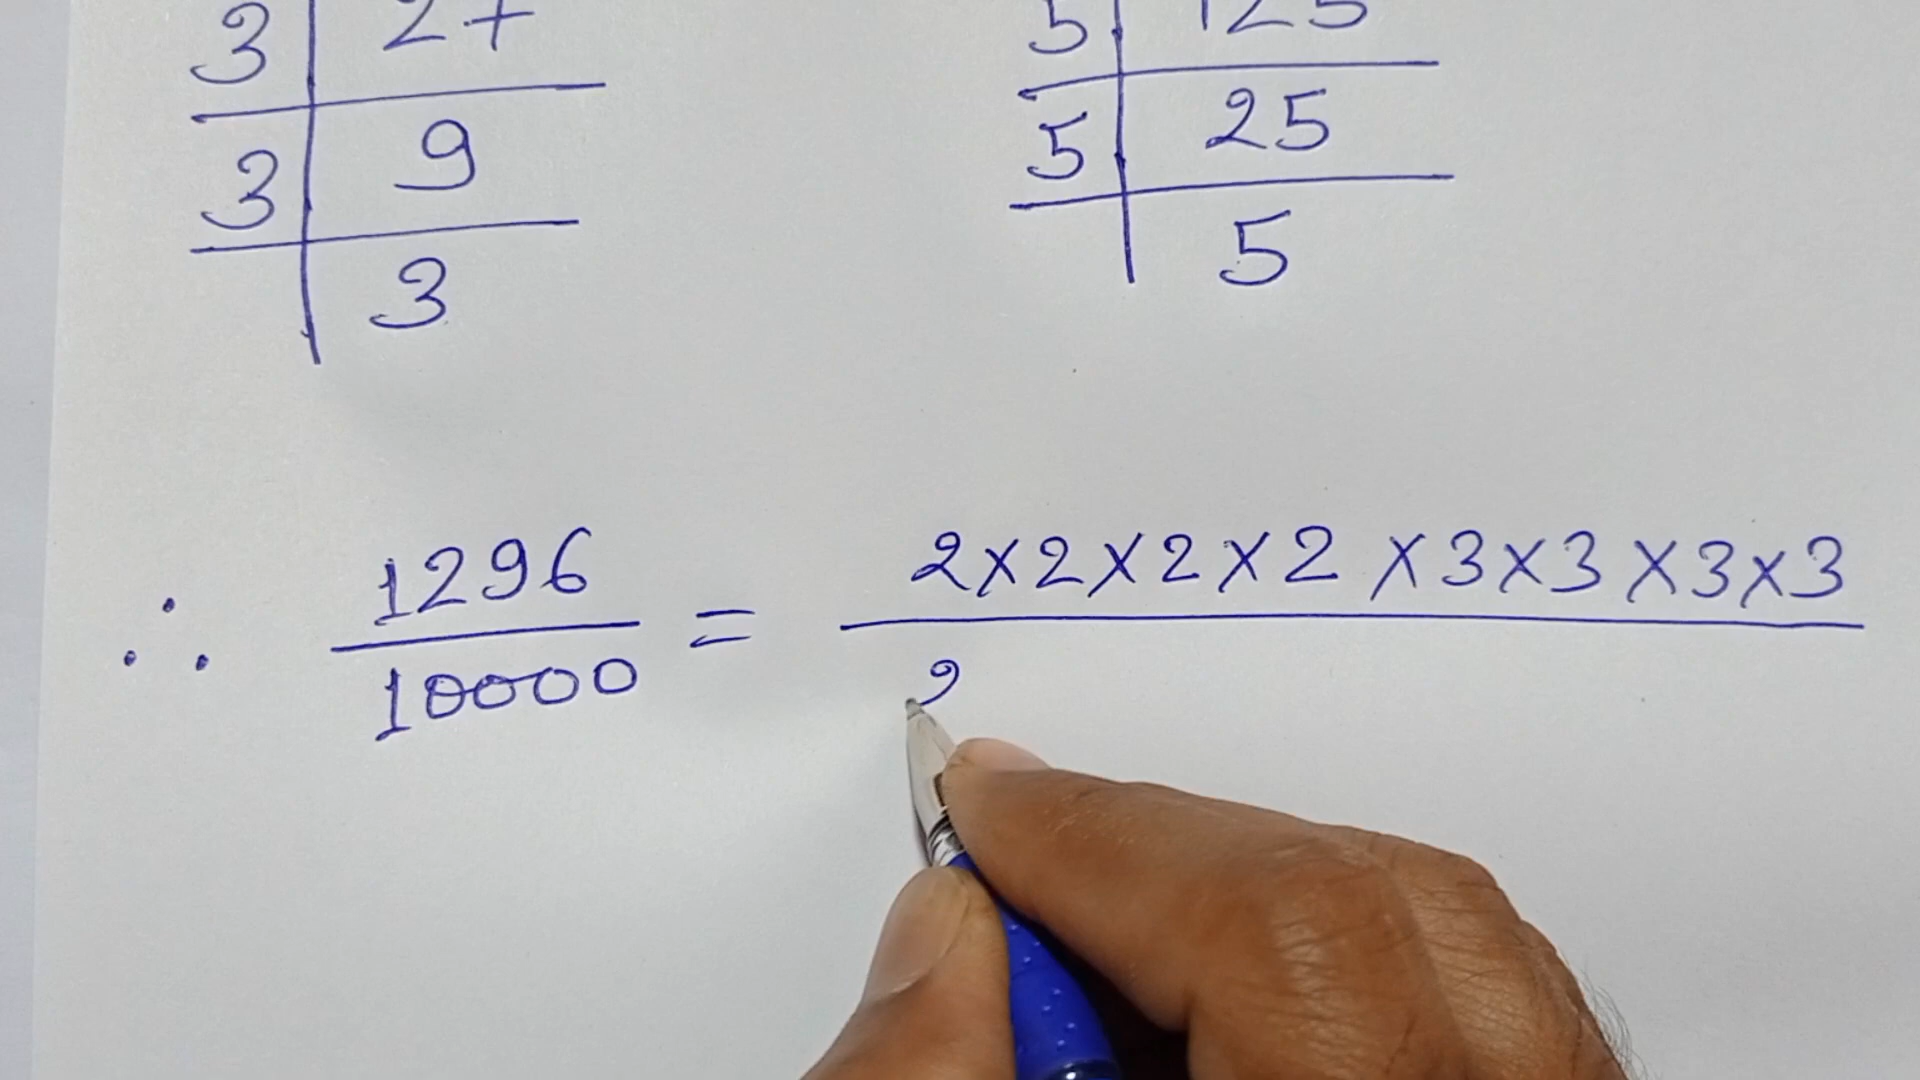 3 | 27
3 | 9
3
5 | 125
5 | 25
5
∴ 1296/10000 = 2×2×2×2×3×3×3×3/2